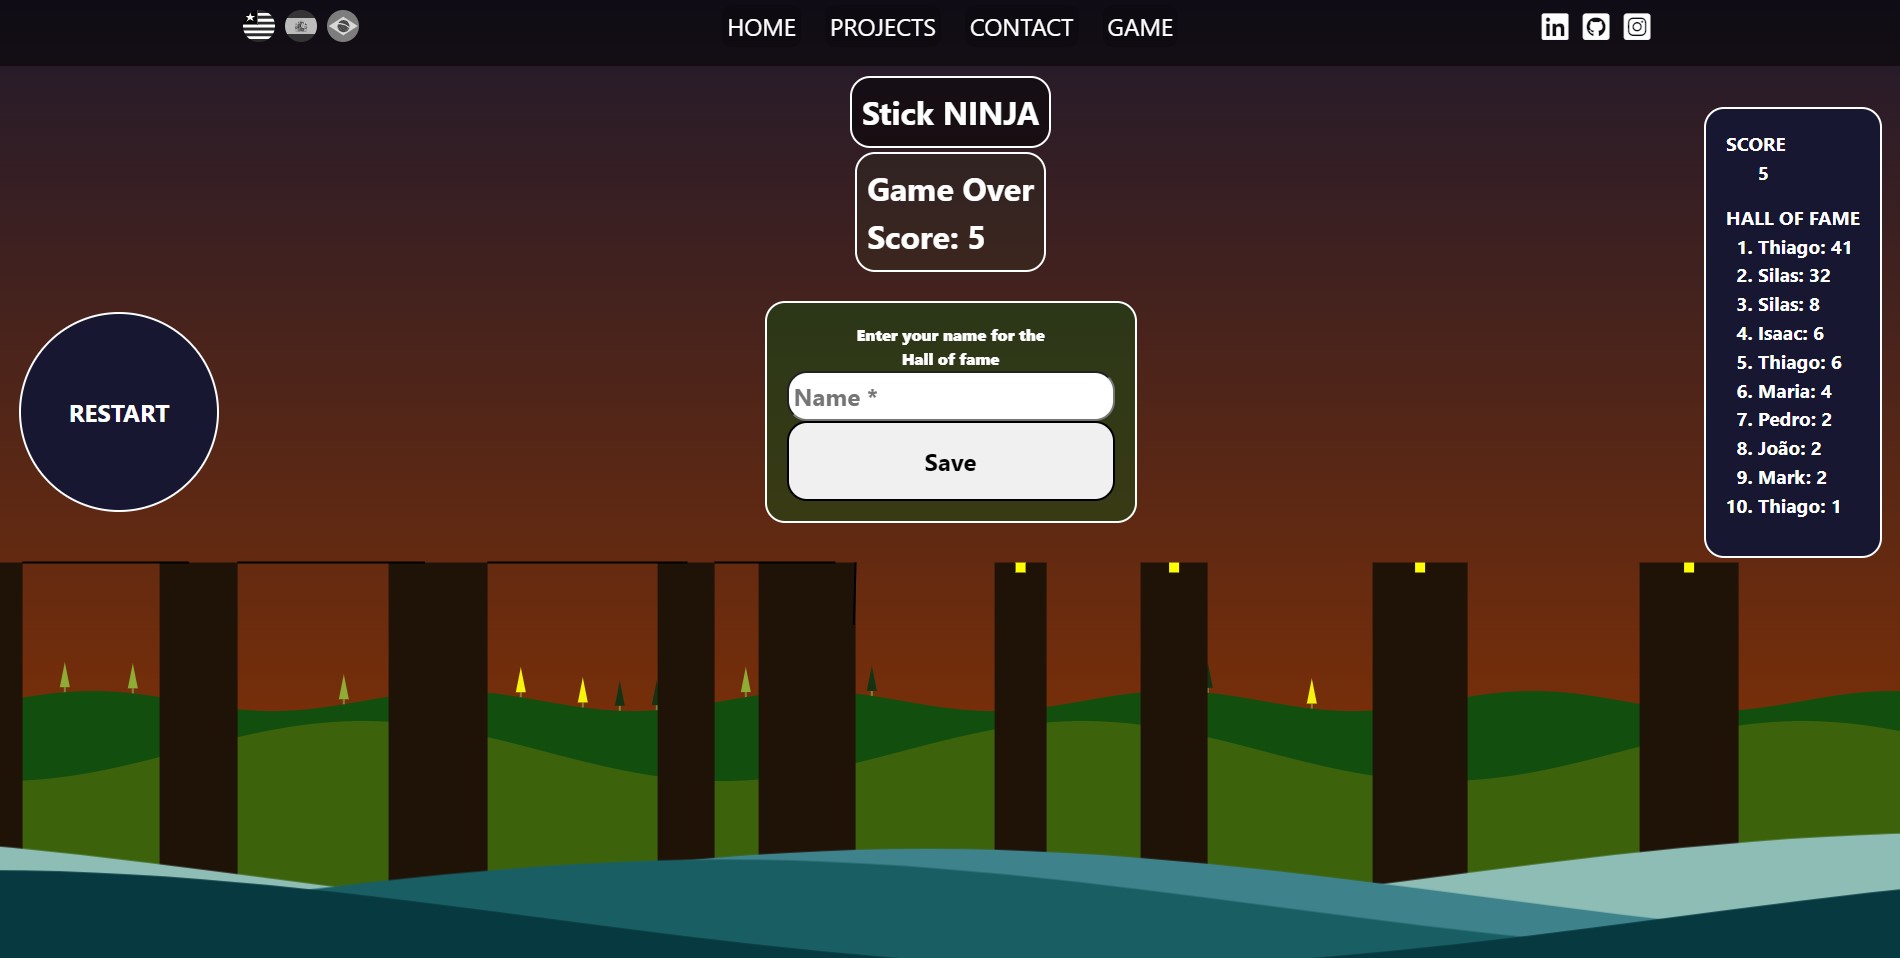 HOME PROJECTS CONTACT GAME
in
Stick NINJA
Game Over
Score: 5
Enter your name for the
Hall of fame
Name *
Save
RESTART
SCORE
5
HALL OF FAME
1. Thiago: 41
2. Silas: 32
3. Silas: 8
4. Isaac: 6
5. Thiago: 6
6. Maria: 4
7. Pedro: 2
8. João: 2
9. Mark: 2
10. Thiago: 1